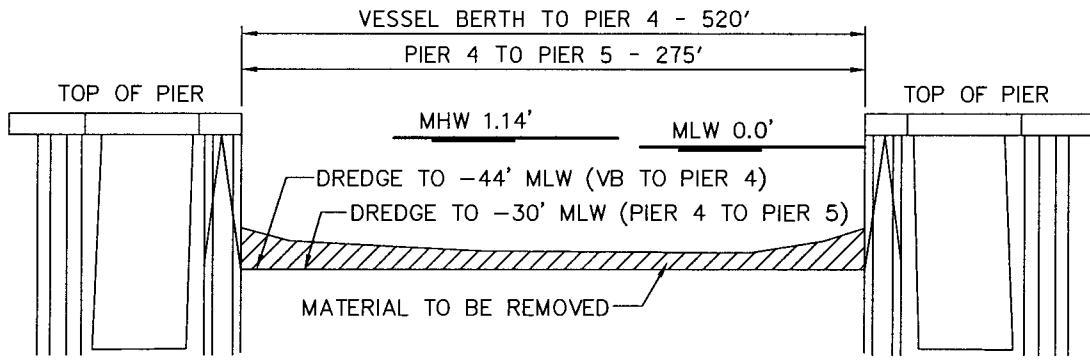 VESSEL BERTH TO PIER 4 - 520'
PIER 4 TO PIER 5 - 275'
TOP OF PIER
TOP OF PIER
MHW 1.14'
MLW 0.0'
DREDGE TO -44' MLW (VB TO PIER 4)
DREDGE TO -30' MLW (PIER 4 TO PIER 5)
MATERIAL TO BE REMOVED